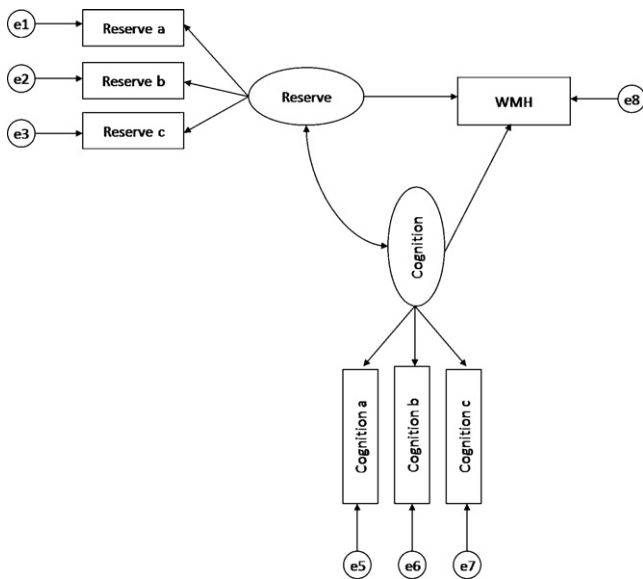 e1
Reserve a
e2
Reserve b
e3
Reserve c
Reserve
WMH
e8
Cognition
Cognition a
Cognition b
Cognition c
e5
e6
e7